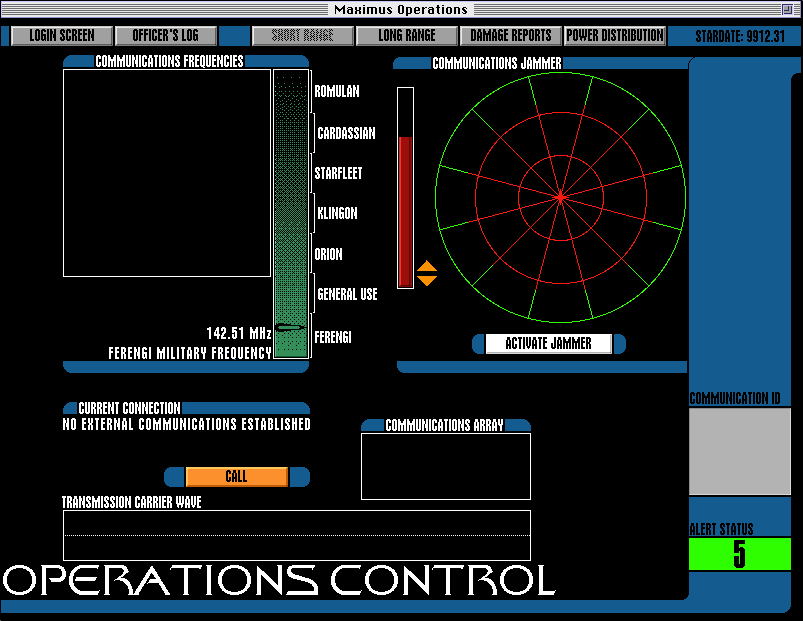 Maximus Operations
LOGIN SCREEN
OFFICER'S LOG
SHORT RANGE
LONG RANGE
DAMAGE REPORTS
POWER DISTRIBUTION
STARDATE: 9912.31
COMMUNICATIONS FREQUENCIES
ROMULAN
CARDASSIAN
STARFLEET
KLINGON
ORION
GENERAL USE
FERENGI
142.51 MHz
FERENGI MILITARY FREQUENCY
COMMUNICATIONS JAMMER
ACTIVATE JAMMER
CURRENT CONNECTION
NO EXTERNAL COMMUNICATIONS ESTABLISHED
CALL
COMMUNICATIONS ARRAY
TRANSMISSION CARRIER WAVE
COMMUNICATION ID
ALERT STATUS
5
OPERATIONS CONTROL